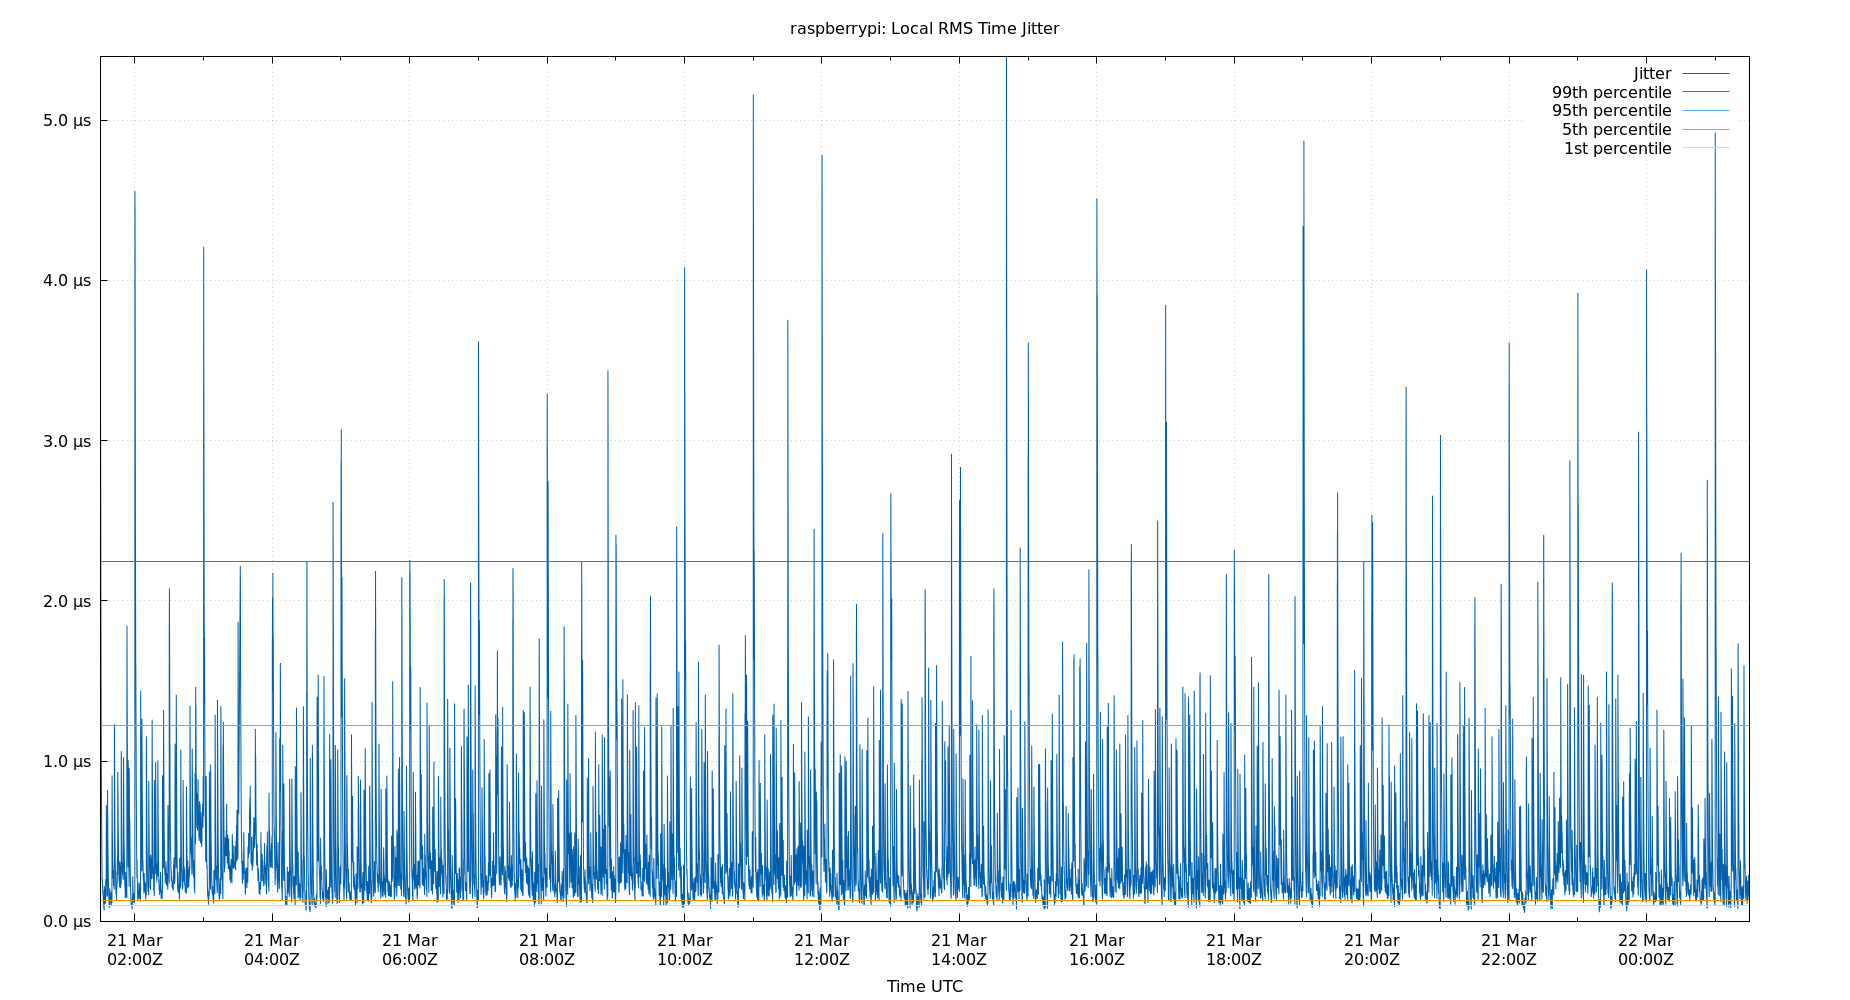 raspberrypi: Local RMS Time Jitter
Jitter
99th percentile
95th percentile
5th percentile
1st percentile
5.0 µs
4.0 µs
3.0 µs
2.0 µs
1.0 µs
0.0 µs
21 Mar 21 Mar 21 Mar 21 Mar 21 Mar 21 Mar 21 Mar 21 Mar 21 Mar 21 Mar 21 Mar 22 Mar
02:00Z 04:00Z 06:00Z 08:00Z 10:00Z 12:00Z 14:00Z 16:00Z 18:00Z 20:00Z 22:00Z 00:00Z
Time UTC